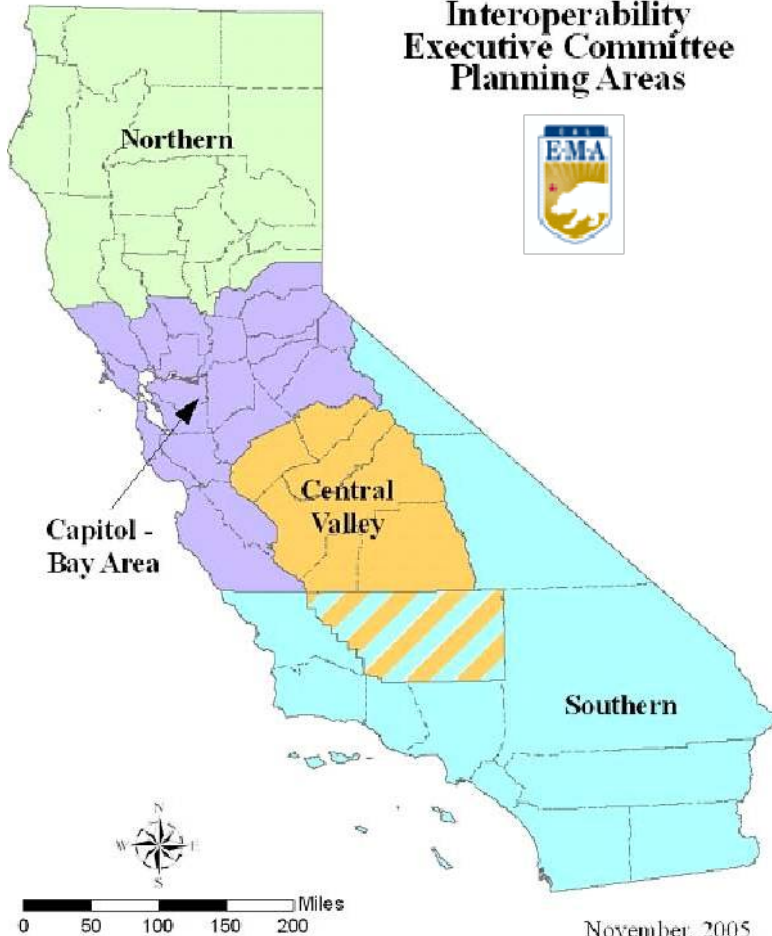 Interoperability
Executive Committee
Planning Areas
CAL
E·M·A
Northern
Central
Valley
Capitol -
Bay Area
Southern
N
W
E
S
Miles
0 50 100 150 200
November, 2005